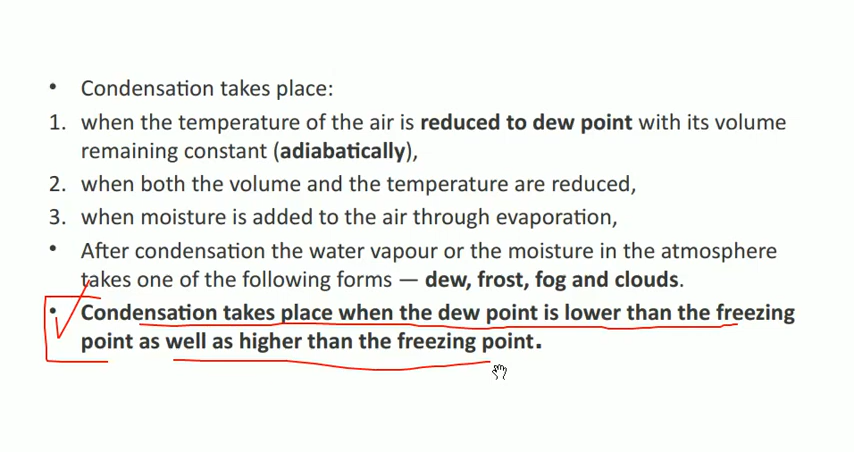 • Condensation takes place:
1. when the temperature of the air is reduced to dew point with its volume
remaining constant (adiabatically),
2. when both the volume and the temperature are reduced,
3. when moisture is added to the air through evaporation,
• After condensation the water vapour or the moisture in the atmosphere
takes one of the following forms — dew, frost, fog and clouds.
• Condensation takes place when the dew point is lower than the freezing
point as well as higher than the freezing point.